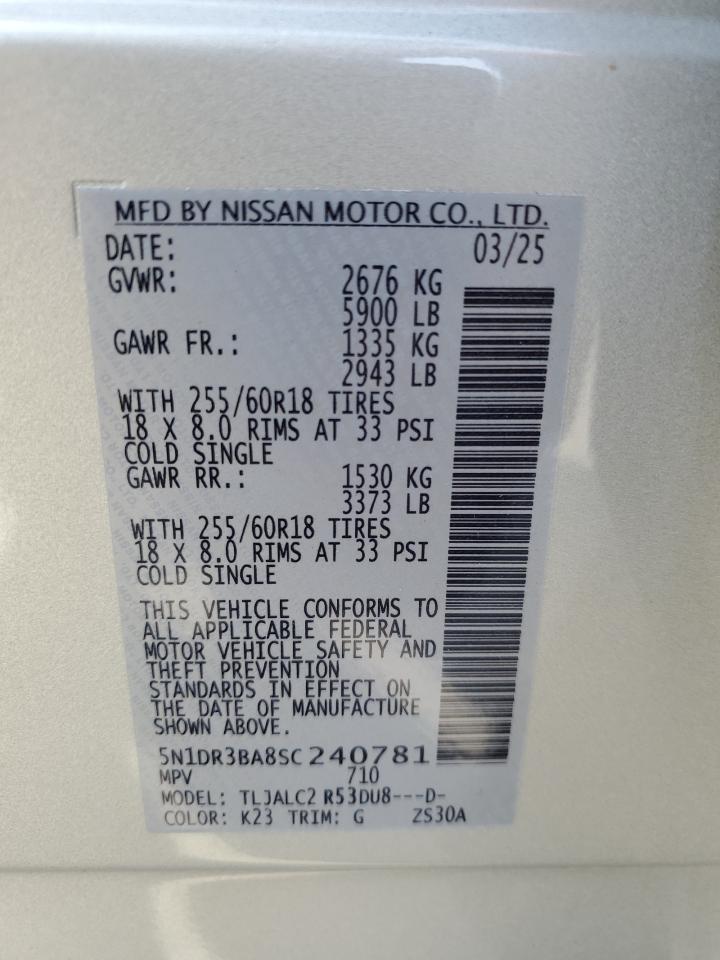 MFD BY NISSAN MOTOR CO., LTD.
DATE: 03/25
GVWR: 2676 KG
5900 LB
GAWR FR.: 1335 KG
2943 LB
WITH 255/60R18 TIRES
18 X 8.0 RIMS AT 33 PSI
COLD SINGLE
GAWR RR.: 1530 KG
3373 LB
WITH 255/60R18 TIRES
18 X 8.0 RIMS AT 33 PSI
COLD SINGLE
THIS VEHICLE CONFORMS TO
ALL APPLICABLE FEDERAL
MOTOR VEHICLE SAFETY AND
THEFT PREVENTION
STANDARDS IN EFFECT ON
THE DATE OF MANUFACTURE
SHOWN ABOVE.
5N1DR3BA8SC240781
MPV 710
MODEL: TLJALC2 R53DU8---D-
COLOR: K23 TRIM: G ZS30A